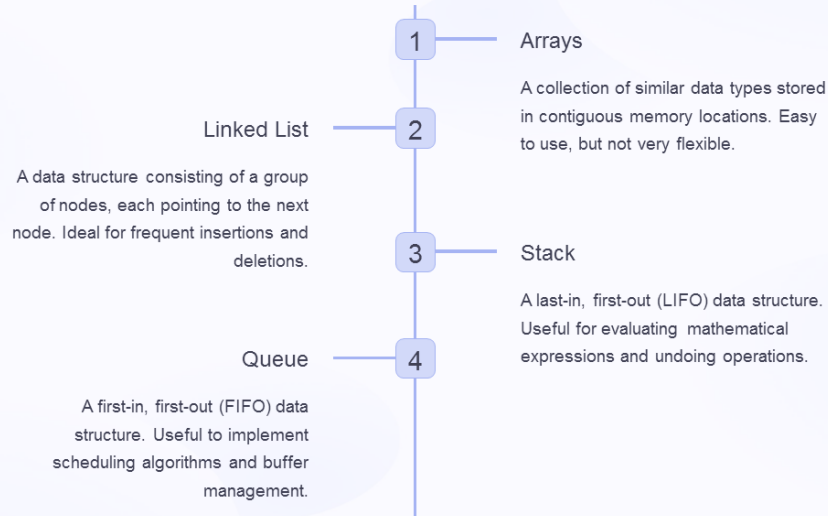 1
Arrays
A collection of similar data types stored
in contiguous memory locations. Easy
to use, but not very flexible.
2
Linked List
A data structure consisting of a group
of nodes, each pointing to the next
node. Ideal for frequent insertions and
deletions.
3
Stack
A last-in, first-out (LIFO) data structure.
Useful for evaluating mathematical
expressions and undoing operations.
4
Queue
A first-in, first-out (FIFO) data
structure. Useful to implement
scheduling algorithms and buffer
management.